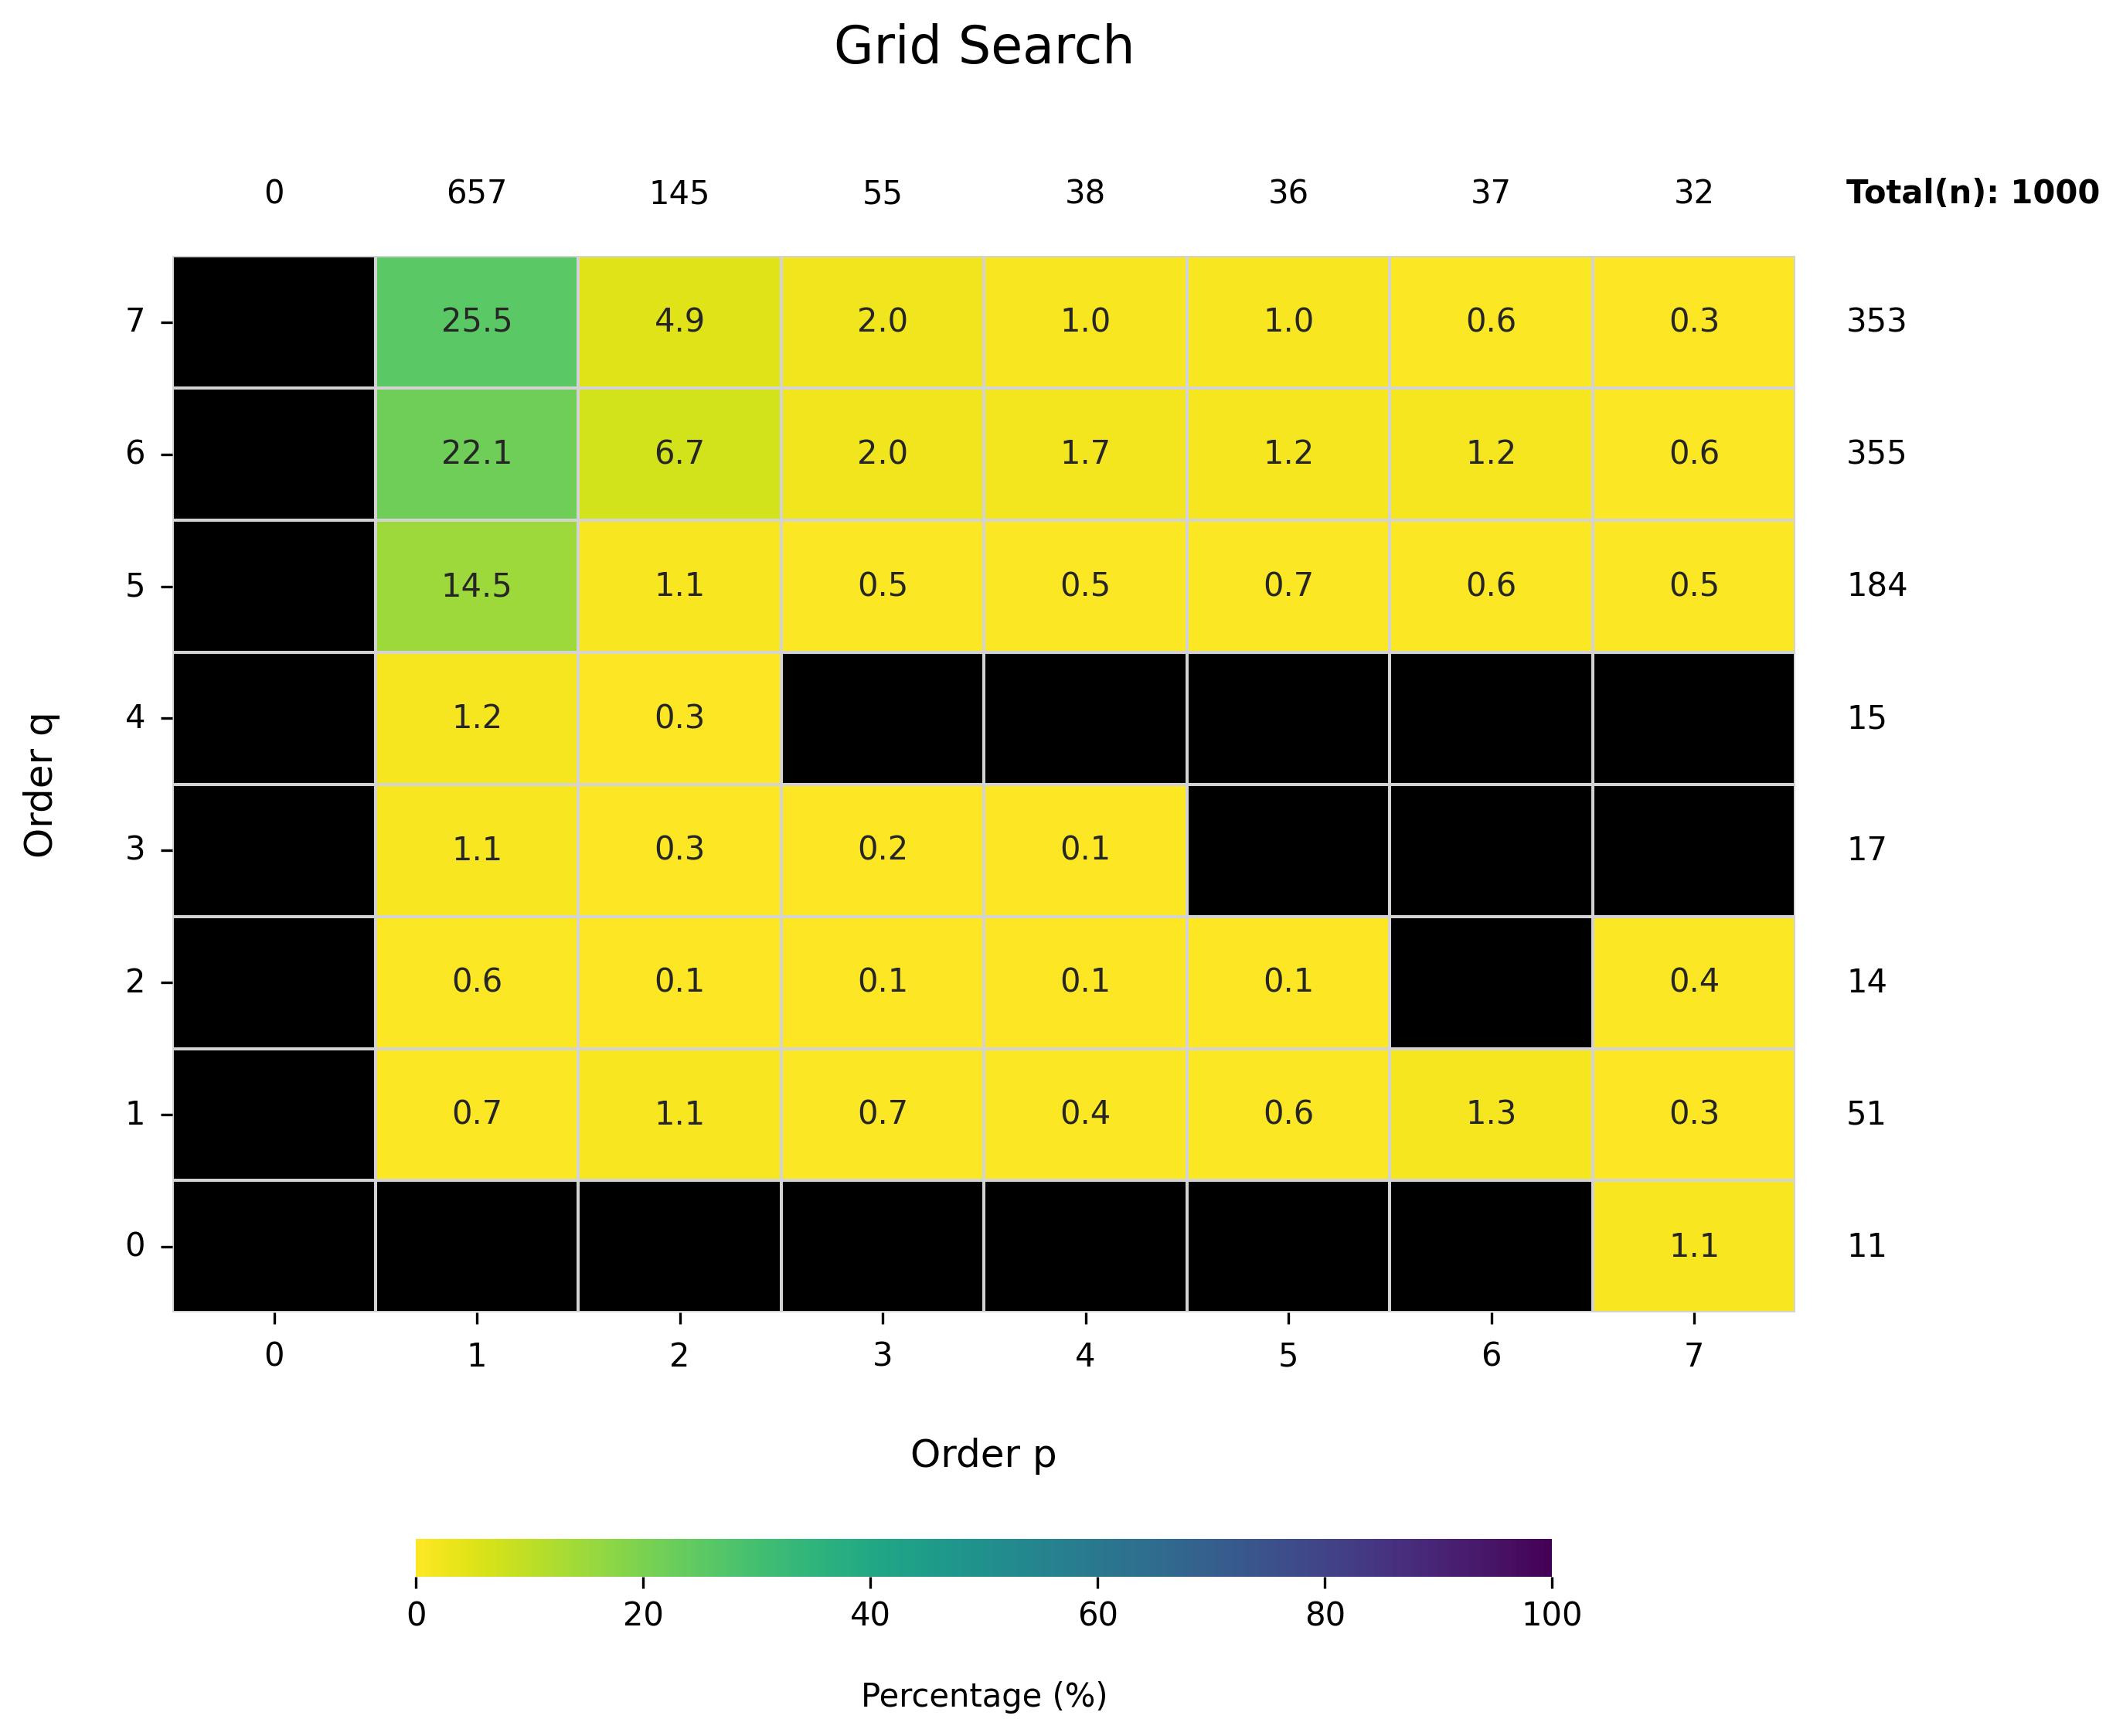 Grid Search
0 657 145 55 38 36 37 32 Total(n): 1000
7 25.5 4.9 2.0 1.0 1.0 0.6 0.3 353
6 22.1 6.7 2.0 1.7 1.2 1.2 0.6 355
5 14.5 1.1 0.5 0.5 0.7 0.6 0.5 184
4 1.2 0.3 15
3 1.1 0.3 0.2 0.1 17
2 0.6 0.1 0.1 0.1 0.1 0.4 14
1 0.7 1.1 0.7 0.4 0.6 1.3 0.3 51
0 1.1 11
Order q
0 1 2 3 4 5 6 7
Order p
0 20 40 60 80 100
Percentage (%)